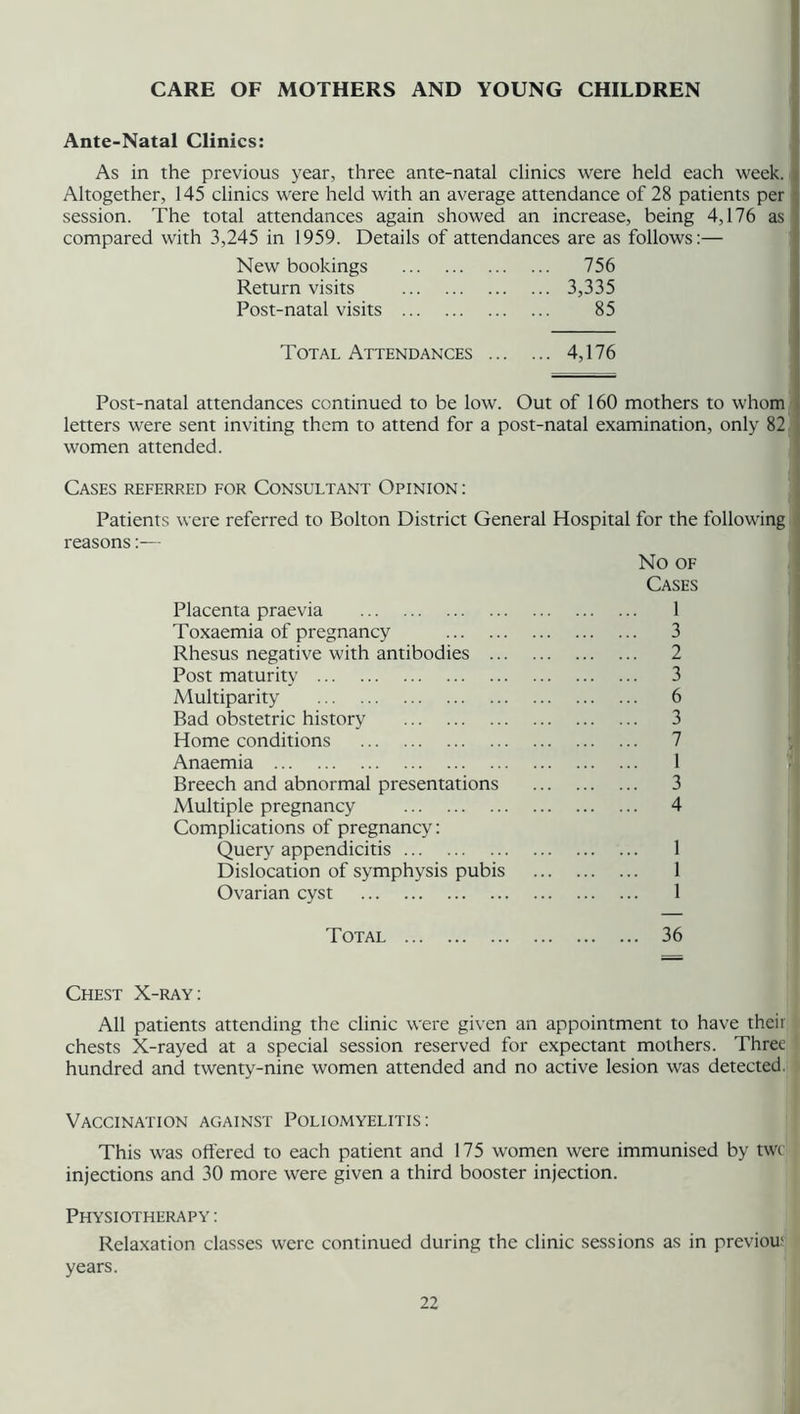 CARE OF MOTHERS AND YOUNG CHILDREN
Ante-Natal Clinics:
As in the previous year, three ante-natal clinics were held each week.
Altogether, 145 clinics were held with an average attendance of 28 patients per
session. The total attendances again showed an increase, being 4,176 as
compared with 3,245 in 1959. Details of attendances are as follows:—
New bookings ... ... ... ... 756
Return visits ... ... ... ... 3,335
Post-natal visits ... ... ... ... 85
TOTAL ATTENDANCES ... ... 4,176
Post-natal attendances continued to be low. Out of 160 mothers to whom
letters were sent inviting them to attend for a post-natal examination, only 82
women attended.
CASES REFERRED FOR CONSULTANT OPINION:
Patients were referred to Bolton District General Hospital for the following
reasons:—
NO OF
CASES
Placenta praevia ... ... ... ... ... ... ... 1
Toxaemia of pregnancy ... ... ... ... ... 3
Rhesus negative with antibodies ... ... ... ... 2
Post maturity ... ... ... ... ... ... ... ... 3
Multiparity ... ... ... ... ... ... ... ... 6
Bad obstetric history ... ... ... ... ... ... 3
Home conditions ... ... ... ... ... ... ... 7
Anaemia ... ... ... ... ... ... ... ... ... 1
Breech and abnormal presentations ... ... ... 3
Multiple pregnancy ... ... ... ... ... ... 4
Complications of pregnancy:
Query appendicitis ... ... ... ... ... ... 1
Dislocation of symphysis pubis ... ... ... 1
Ovarian cyst ... ... ... ... ... ... ... 1
TOTAL ... ... ... ... ... ... 36
CHEST X-RAY:
All patients attending the clinic were given an appointment to have their
chests X-rayed at a special session reserved for expectant mothers. Three
hundred and twenty-nine women attended and no active lesion was detected.
VACCINATION AGAINST POLIOMYELITIS:
This was offered to each patient and 175 women were immunised by two
injections and 30 more were given a third booster injection.
PHYSIOTHERAPY:
Relaxation classes were continued during the clinic sessions as in previous
years.
22